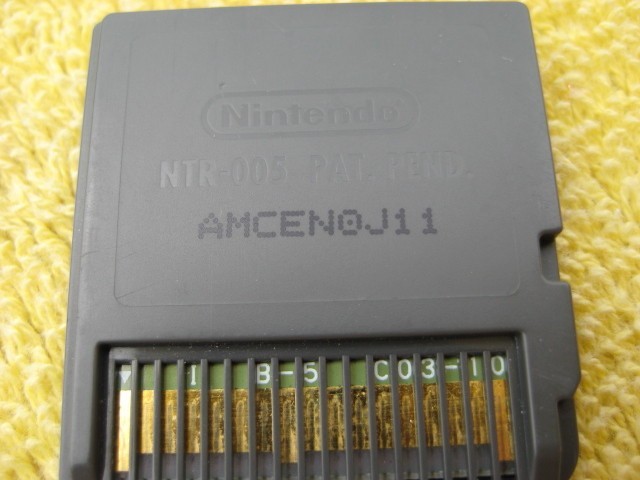 Nintendo®
NTR-005 PAT. PEND.
AMCEN0J11
I B-5 C03-10